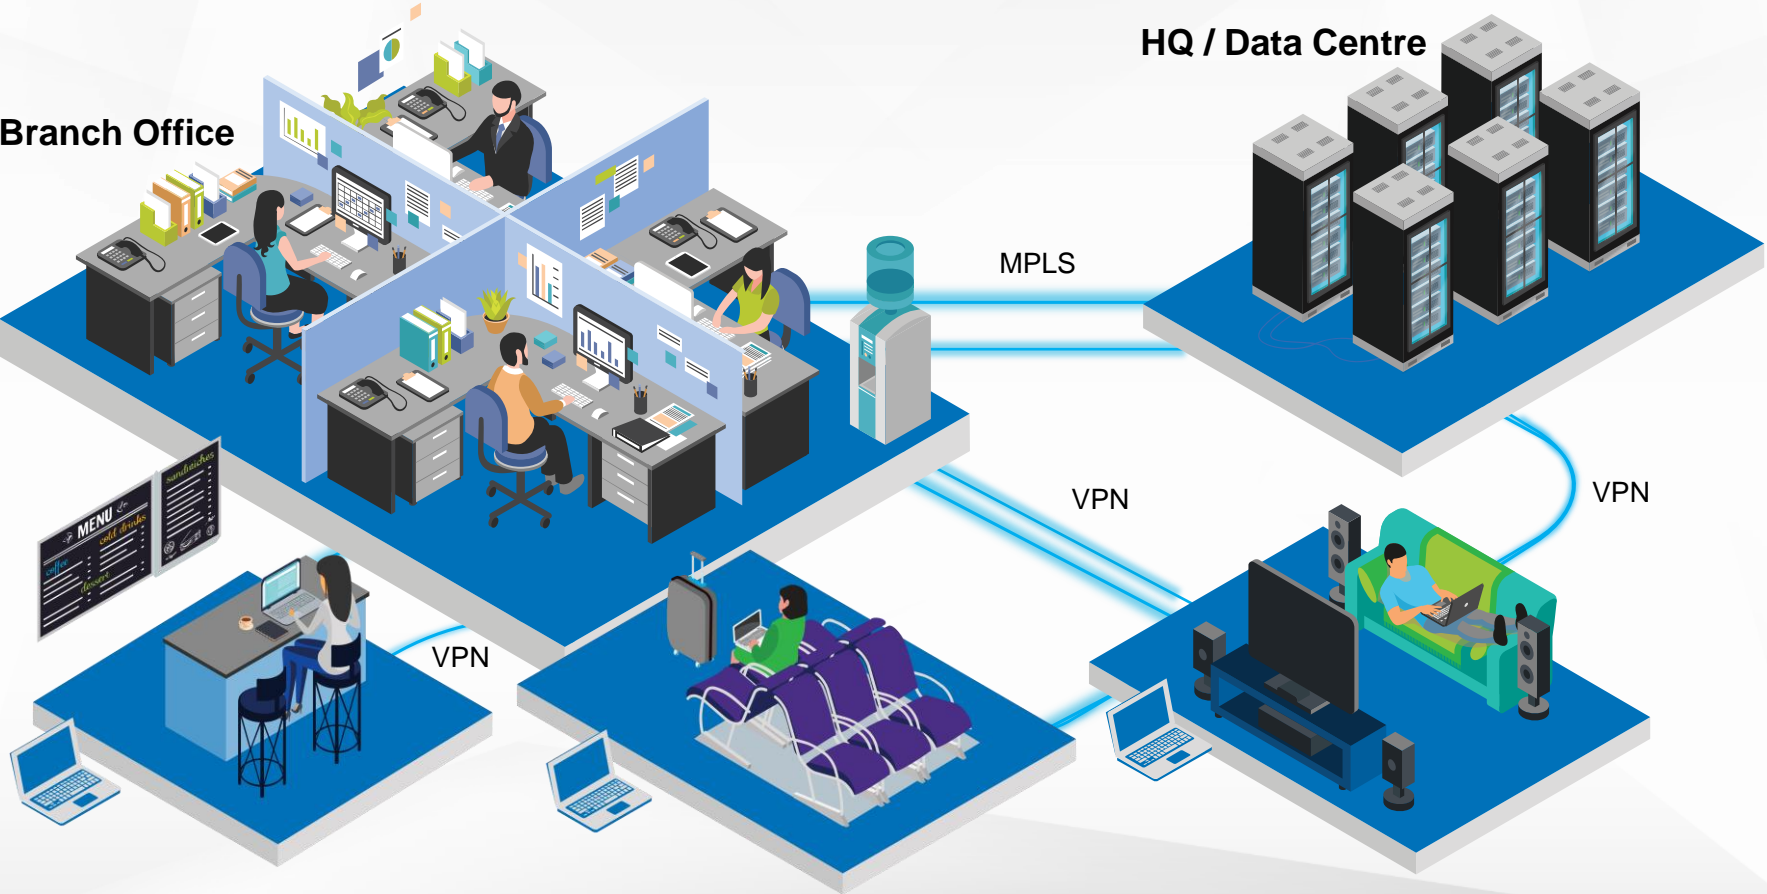 HQ / Data Centre
Branch Office
MPLS
VPN
VPN
VPN
MENU
coffee
cold drinks
dessert
sandwiches